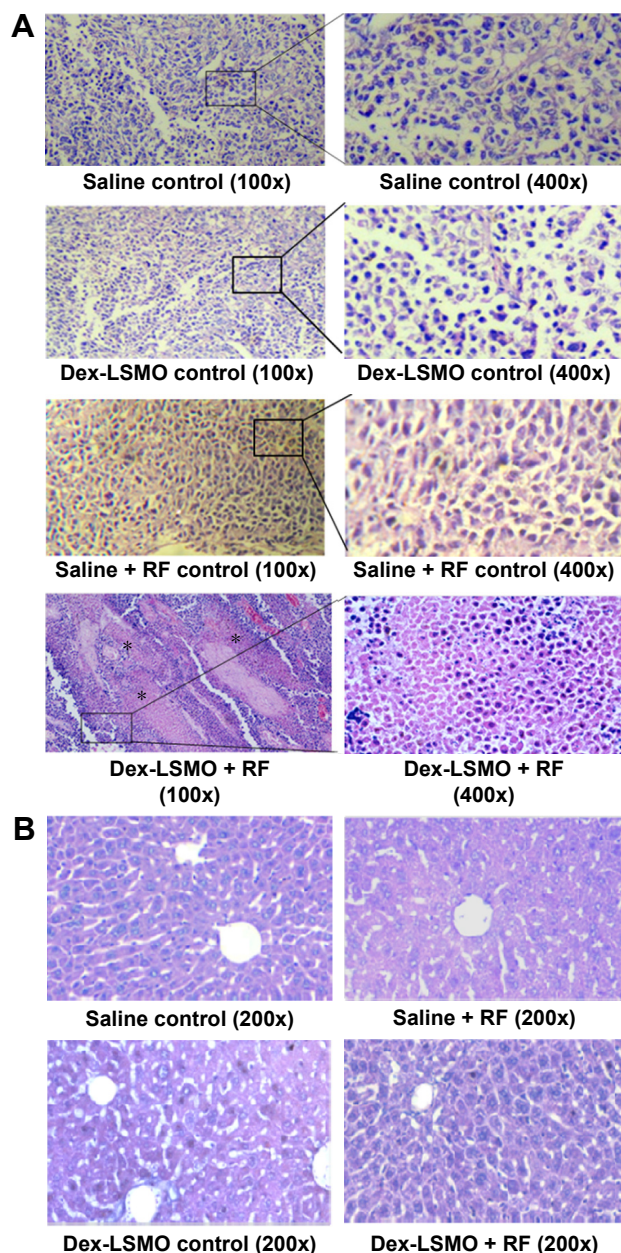 A
Saline control (100x)
Saline control (400x)
Dex-LSMO control (100x)
Dex-LSMO control (400x)
Saline + RF control (100x)
Saline + RF control (400x)
*
*
*
Dex-LSMO + RF
(100x)
Dex-LSMO + RF
(400x)
B
Saline control (200x)
Saline + RF (200x)
Dex-LSMO control (200x)
Dex-LSMO + RF (200x)